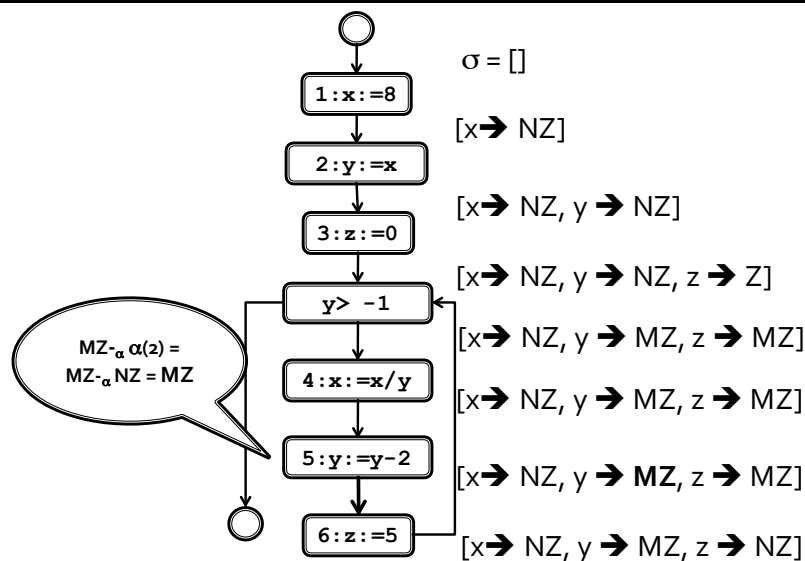 σ = []
1:x:=8
[x➔ NZ]
2:y:=x
[x➔ NZ, y ➔ NZ]
3:z:=0
[x➔ NZ, y ➔ NZ, z ➔ Z]
y> -1
[x➔ NZ, y ➔ MZ, z ➔ MZ]
MZ-α α(2) =
MZ-α NZ = MZ
4:x:=x/y
[x➔ NZ, y ➔ MZ, z ➔ MZ]
5:y:=y-2
[x➔ NZ, y ➔ MZ, z ➔ MZ]
6:z:=5
[x➔ NZ, y ➔ MZ, z ➔ NZ]